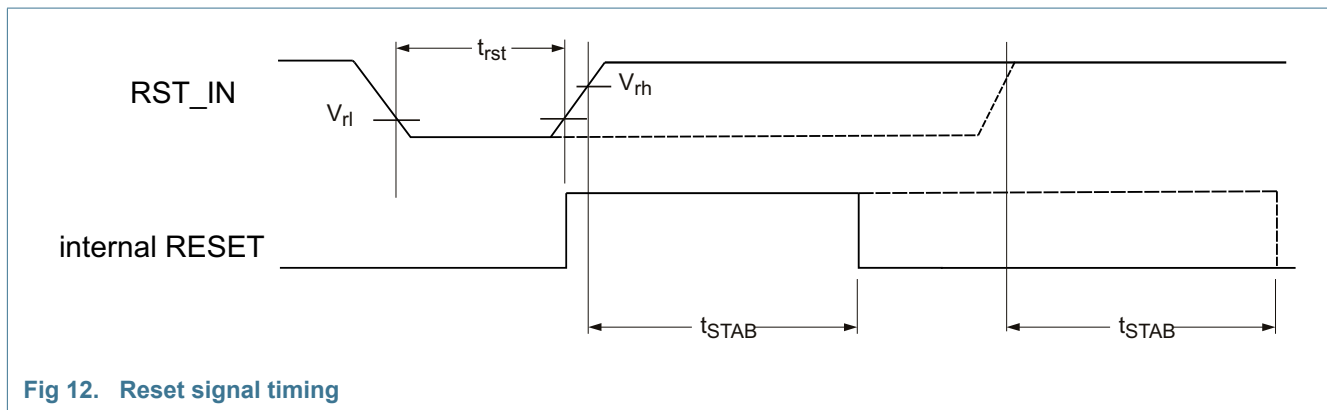 t_rst
RST_IN
V_rl
V_rh
internal RESET
t_STAB
t_STAB
Fig 12. Reset signal timing